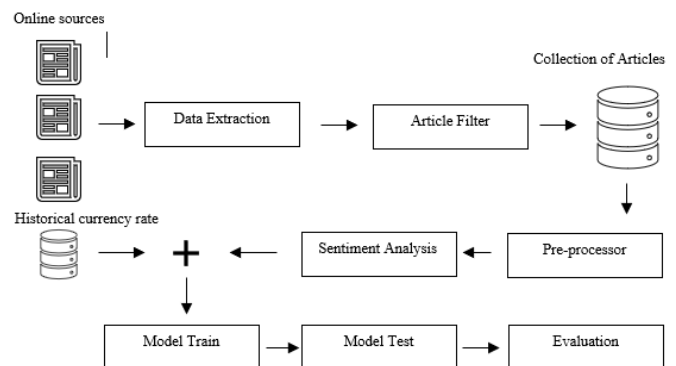 Online sources
Collection of Articles
Data Extraction
Article Filter
Historical currency rate
Sentiment Analysis
Pre-processor
Model Train
Model Test
Evaluation